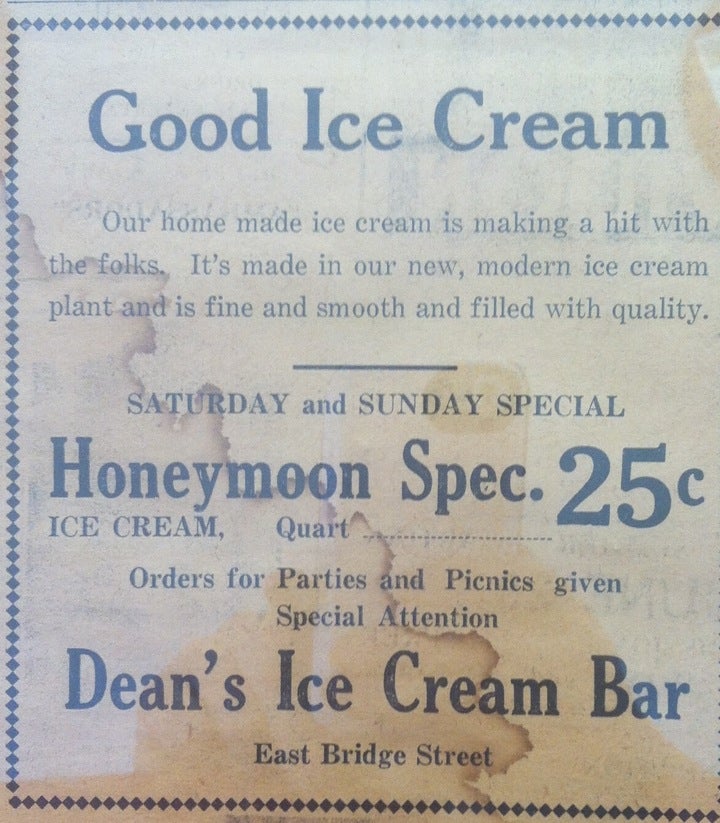 Good Ice Cream
Our home made ice cream is making a hit with
the folks. It's made in our new, modern ice cream
plant and is fine and smooth and filled with quality.
SATURDAY and SUNDAY SPECIAL
Honeymoon Spec. 25c
ICE CREAM, Quart
Orders for Parties and Picnics given
Special Attention
Dean's Ice Cream Bar
East Bridge Street